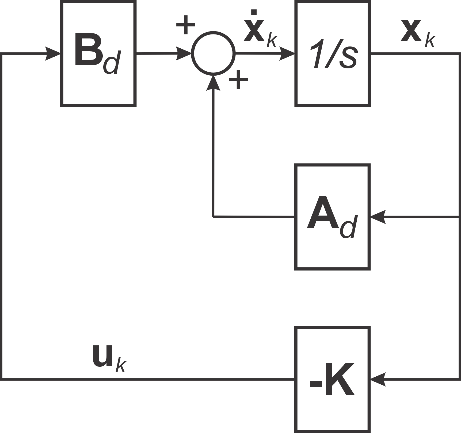 B_d + ẋ_k 1/s x_k
+
A_d
u_k -K